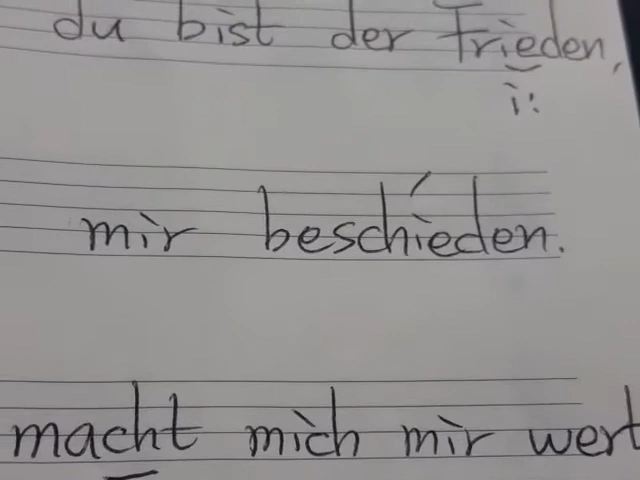 du bist der Frieden,
i:
mir beschieden.
macht mich mir wert